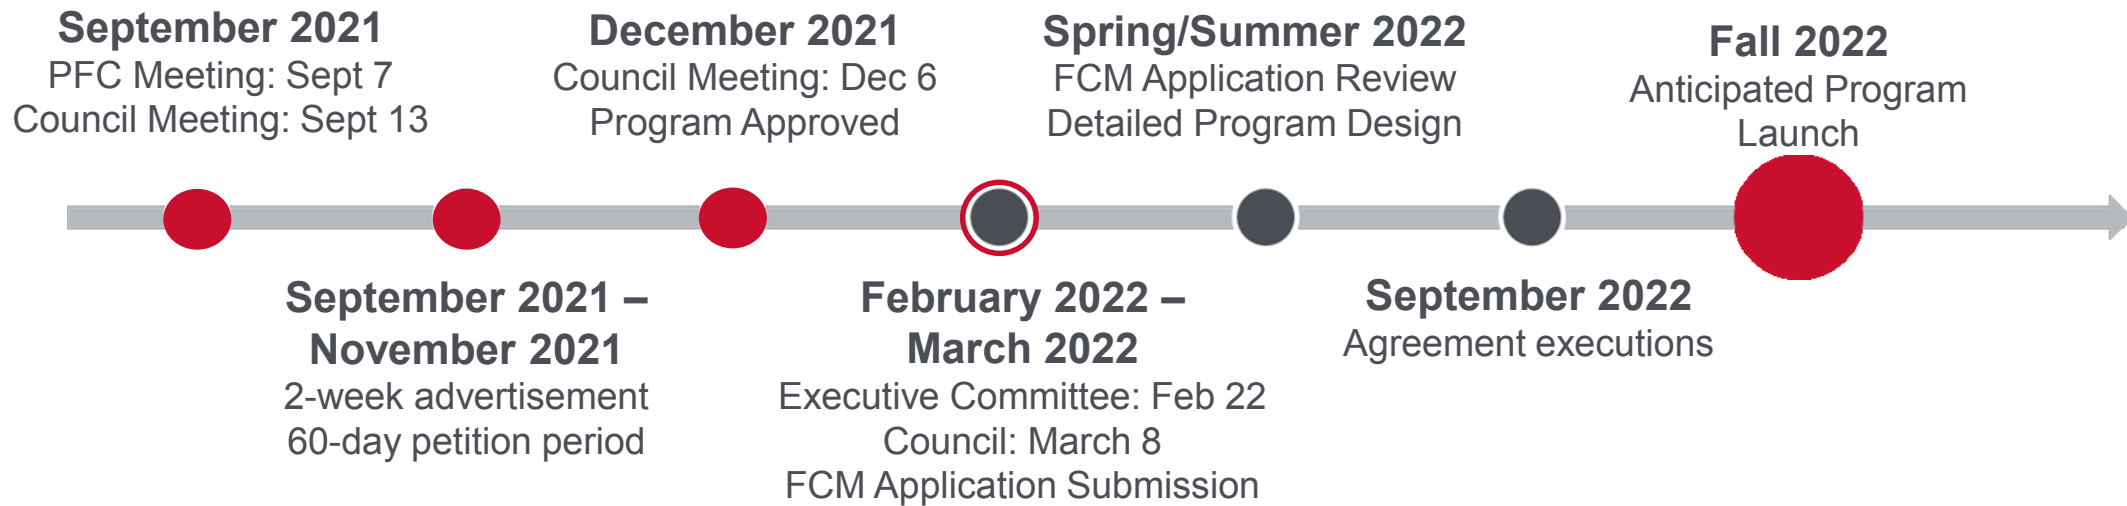 September 2021
PFC Meeting: Sept 7
Council Meeting: Sept 13
September 2021 –
November 2021
2-week advertisement
60-day petition period
December 2021
Council Meeting: Dec 6
Program Approved
February 2022 –
March 2022
Executive Committee: Feb 22
Council: March 8
FCM Application Submission
Spring/Summer 2022
FCM Application Review
Detailed Program Design
September 2022
Agreement executions
Fall 2022
Anticipated Program
Launch